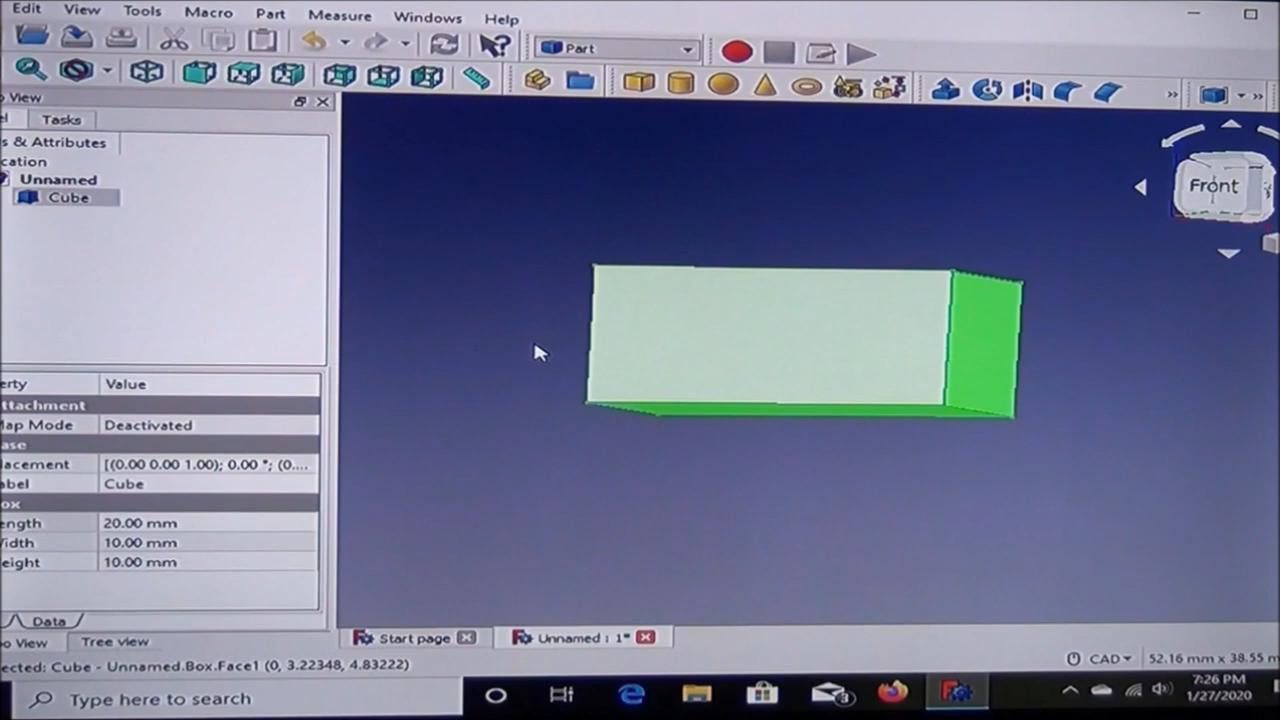 Edit View Tools Macro Part Measure Windows Help
Part
View
Tasks
s & Attributes
cation
Unnamed
Cube
Front
erty Value
ttachment
Map Mode Deactivated
ase
lacement [(0.00 0.00 1.00); 0.00 °; (0....
abel Cube
ox
ength 20.00 mm
Width 10.00 mm
eight 10.00 mm
Data
o View Tree view
Start page Unnamed : 1*
ected: Cube - Unnamed.Box.Face1 (0, 3.22348, 4.83222)
CAD 52.16 mm x 38.55 m
Type here to search
3
7:26 PM
1/27/2020